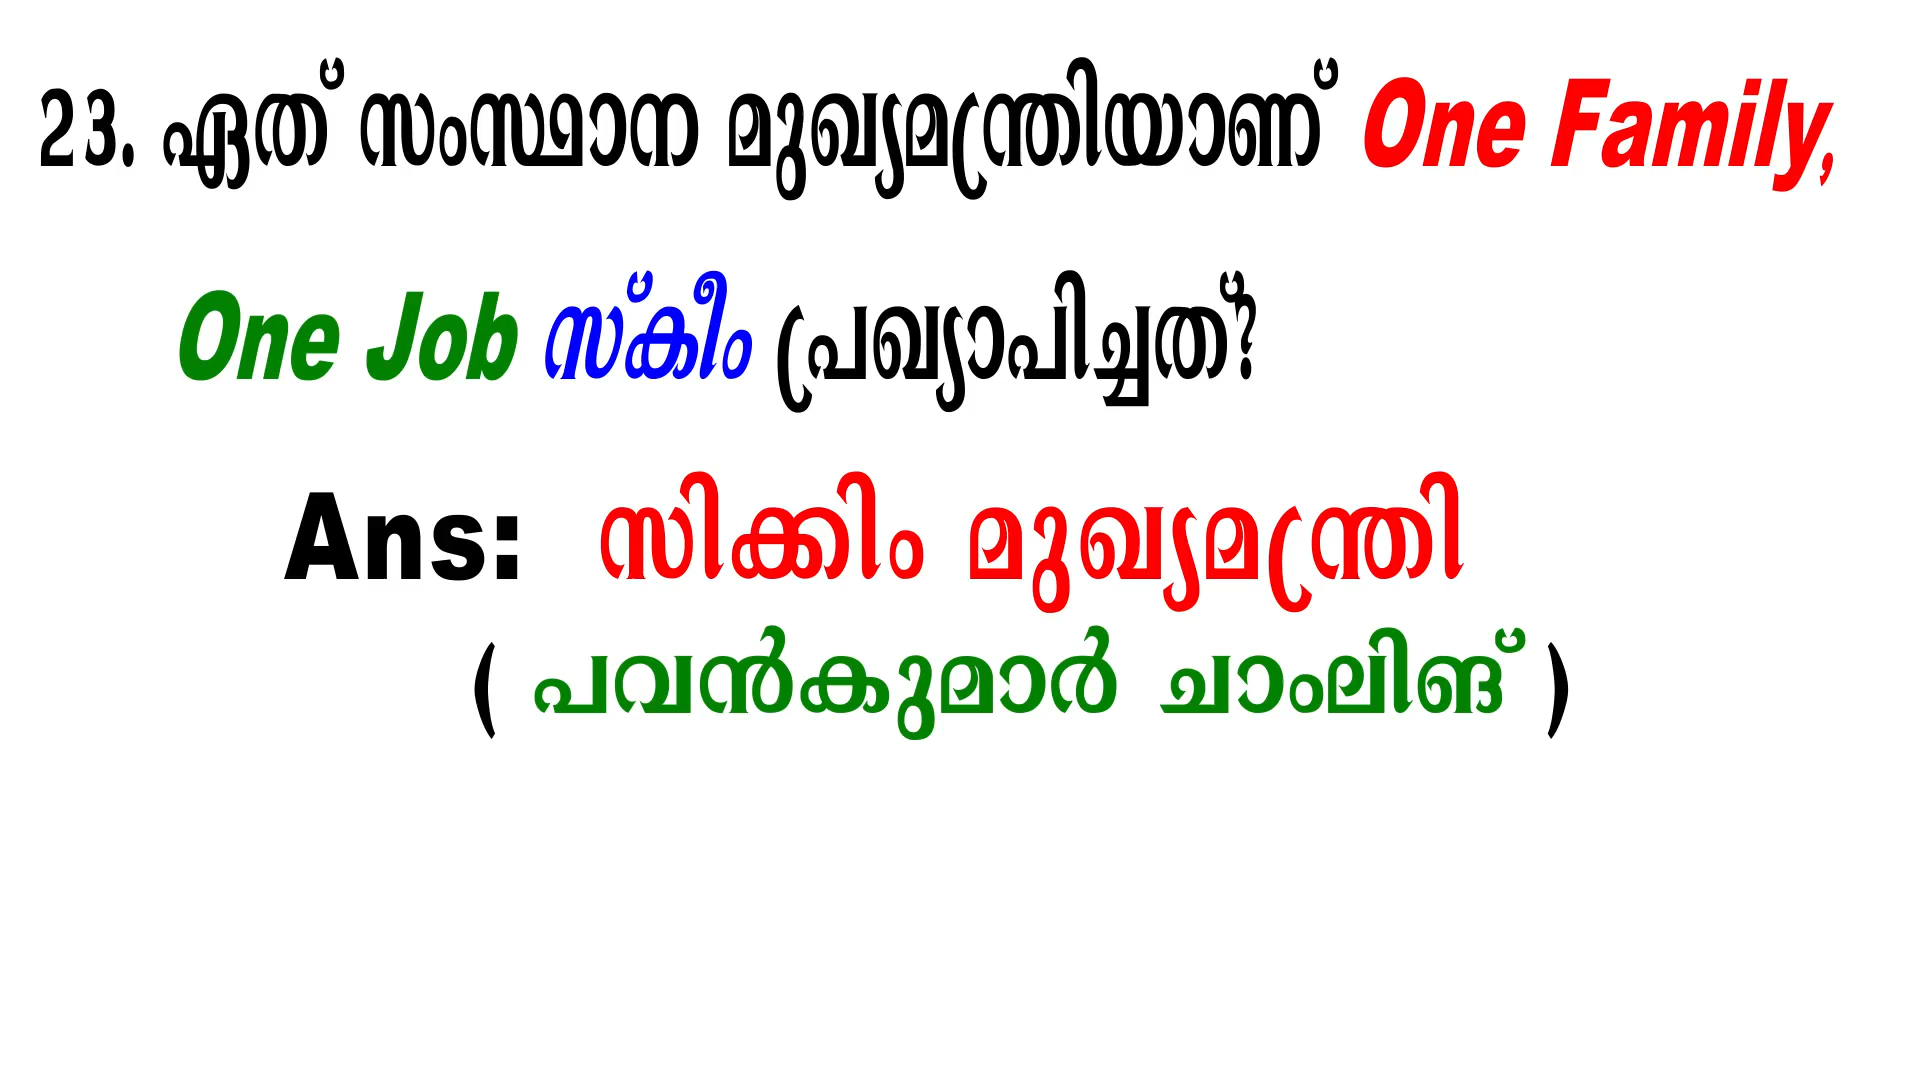 23. ഏത് സംസ്ഥാന മുഖ്യമന്ത്രിയാണ് One Family,
One Job സ്കീം പ്രഖ്യാപിച്ചത്?
Ans: സിക്കിം മുഖ്യമന്ത്രി
( പവൻകുമാർ ചാംലിങ് )